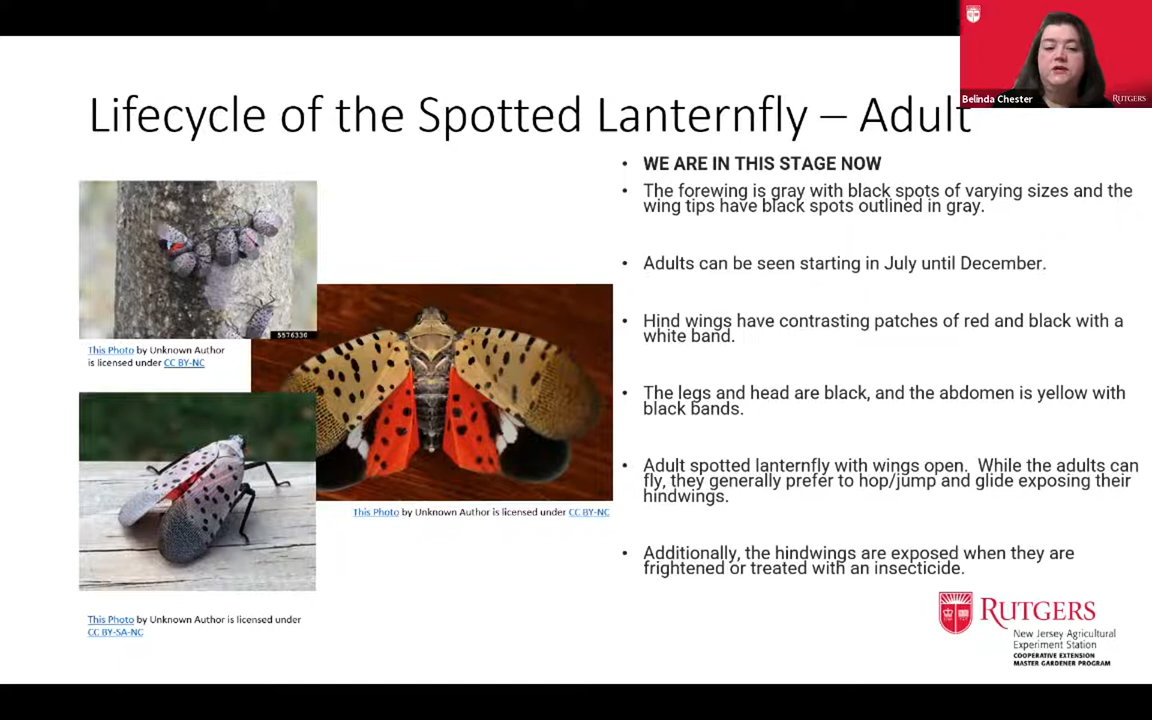 Belinda Chester
RUTGERS
Lifecycle of the Spotted Lanternfly – Adult
• WE ARE IN THIS STAGE NOW
• The forewing is gray with black spots of varying sizes and the
wing tips have black spots outlined in gray.
• Adults can be seen starting in July until December.
• Hind wings have contrasting patches of red and black with a
white band.
• The legs and head are black, and the abdomen is yellow with
black bands.
• Adult spotted lanternfly with wings open. While the adults can
fly, they generally prefer to hop/jump and glide exposing their
hindwings.
• Additionally, the hindwings are exposed when they are
frightened or treated with an insecticide.
5576330
This Photo by Unknown Author
is licensed under CC BY-NC
This Photo by Unknown Author is licensed under CC BY-NC
This Photo by Unknown Author is licensed under
CC BY-SA-NC
RUTGERS
New Jersey Agricultural
Experiment Station
COOPERATIVE EXTENSION
MASTER GARDENER PROGRAM